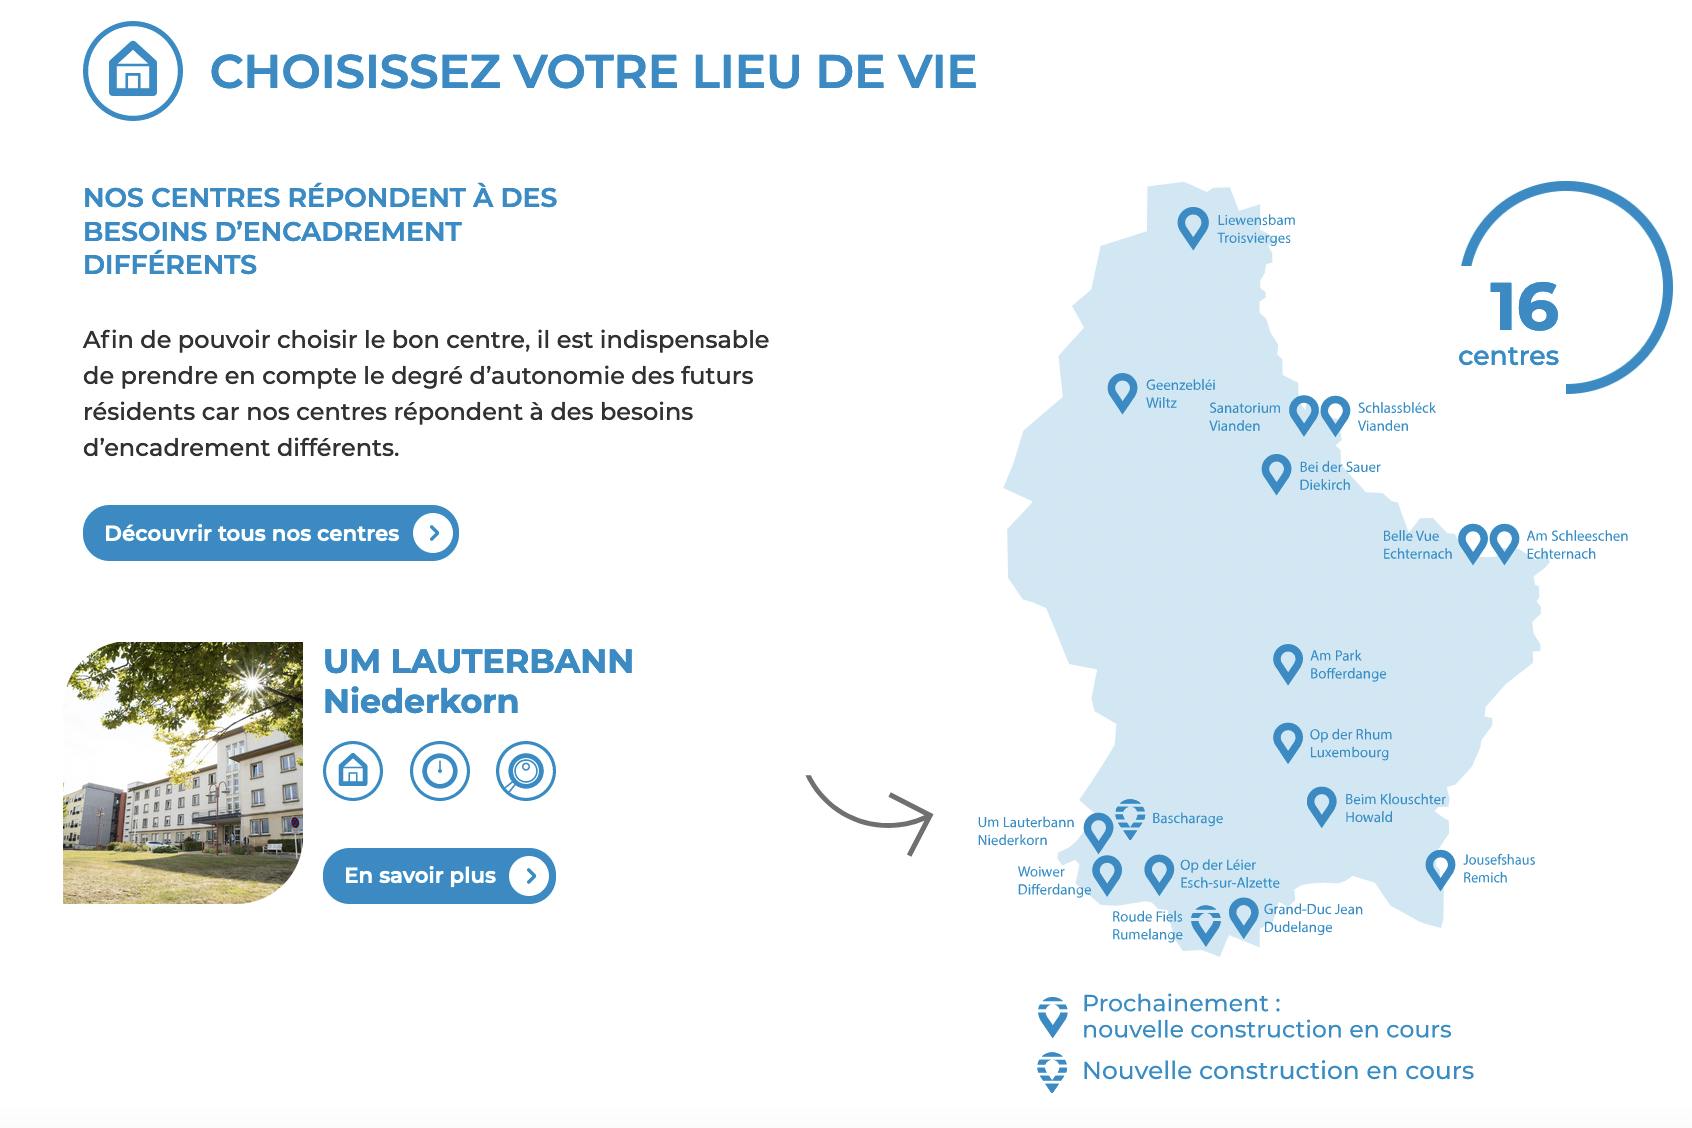 CHOISISSEZ VOTRE LIEU DE VIE
NOS CENTRES RÉPONDENT À DES
BESOINS D’ENCADREMENT
DIFFÉRENTS
Afin de pouvoir choisir le bon centre, il est indispensable
de prendre en compte le degré d’autonomie des futurs
résidents car nos centres répondent à des besoins
d’encadrement différents.
Découvrir tous nos centres
UM LAUTERBANN
Niederkorn
En savoir plus
16
centres
Liewensbam
Troisvierges
Geenzebléi
Wiltz
Sanatorium
Vianden
Schlassbléck
Vianden
Bei der Sauer
Diekirch
Belle Vue
Echternach
Am Schleeschen
Echternach
Am Park
Bofferdange
Op der Rhum
Luxembourg
Beim Klouschter
Howald
Um Lauterbann
Niederkorn
Bascharage
Woiwer
Differdange
Op der Léier
Esch-sur-Alzette
Jousefshaus
Remich
Roude Fiels
Rumelange
Grand-Duc Jean
Dudelange
Prochainement :
nouvelle construction en cours
Nouvelle construction en cours